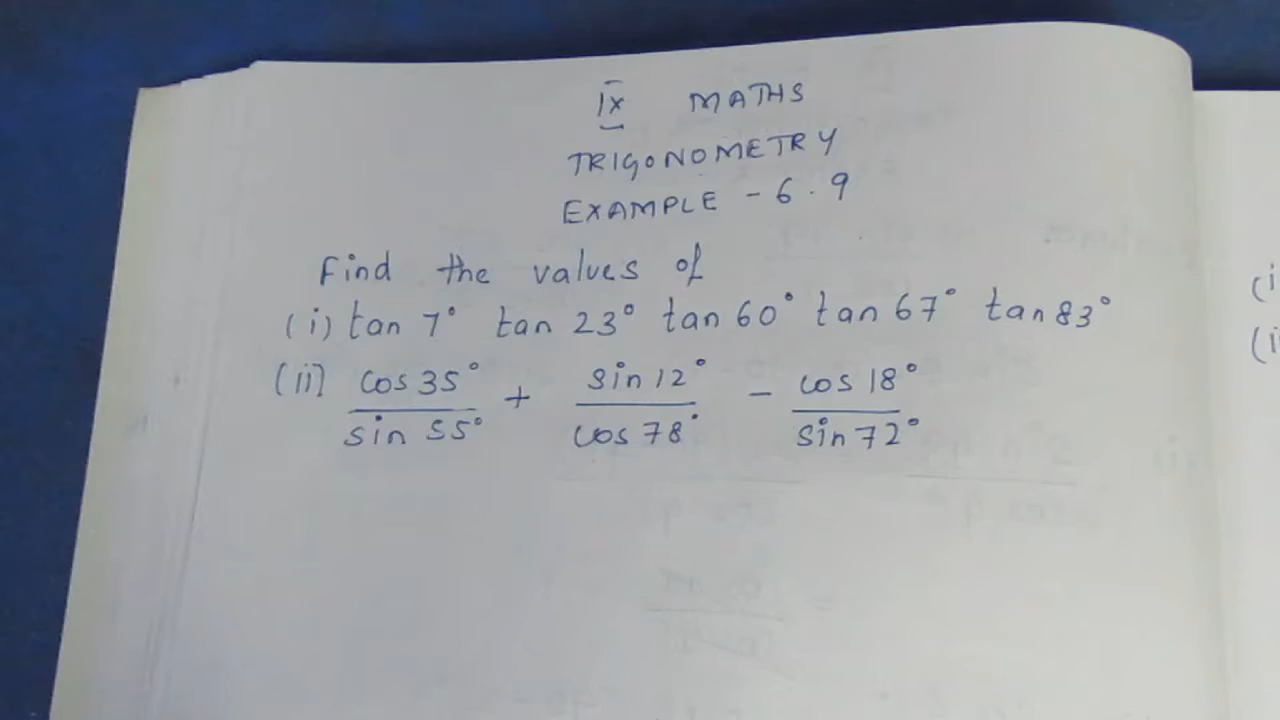 IX MATHS
TRIGONOMETRY
EXAMPLE - 6.9
Find the values of
(i) tan 7° tan 23° tan 60° tan 67° tan 83°
(ii) cos 35° / sin 55° + sin 12° / cos 78° - cos 18° / sin 72°
(i
(i